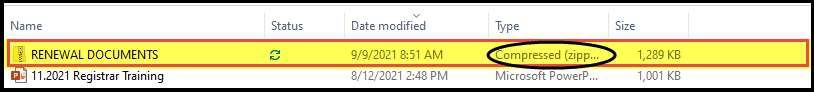 Name Status Date modified Type Size
RENEWAL DOCUMENTS 9/9/2021 8:51 AM Compressed (zipp... 1,289 KB
11.2021 Registrar Training 8/12/2021 2:48 PM Microsoft PowerP... 1,001 KB